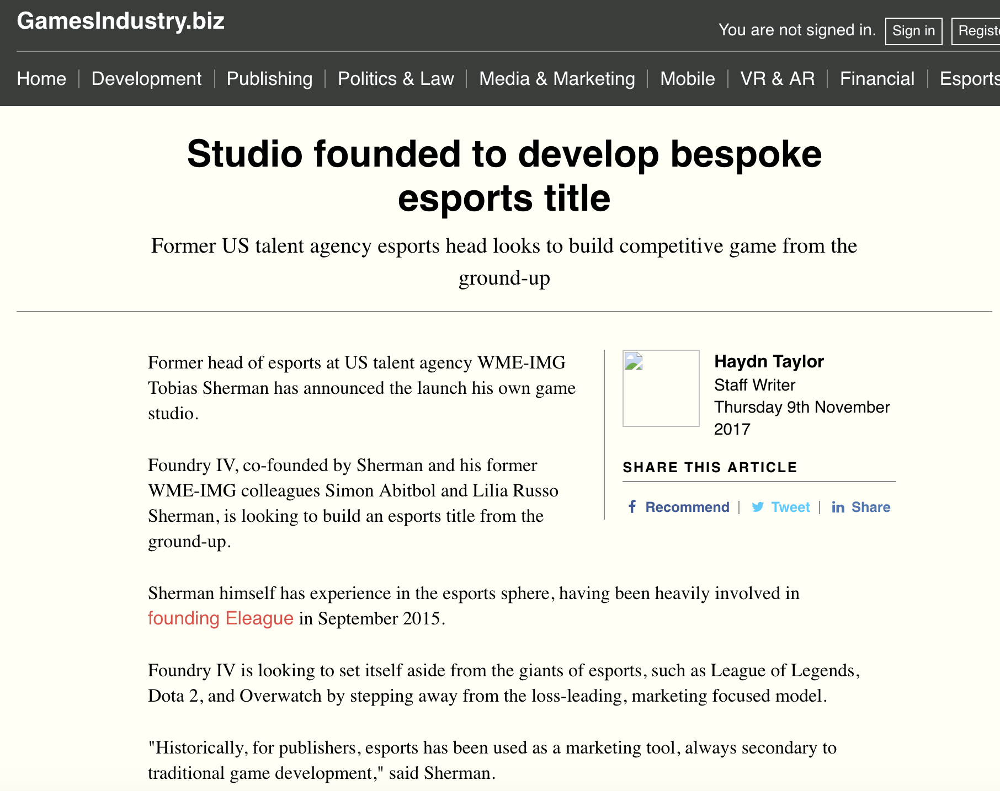 GamesIndustry.biz
You are not signed in. Sign in
Home Development Publishing Politics & Law Media & Marketing Mobile VR & AR Financial Esports
Studio founded to develop bespoke
esports title
Former US talent agency esports head looks to build competitive game from the
ground-up
Former head of esports at US talent agency WME-IMG
Tobias Sherman has announced the launch his own game
studio.
Foundry IV, co-founded by Sherman and his former
WME-IMG colleagues Simon Abitbol and Lilia Russo
Sherman, is looking to build an esports title from the
ground-up.
Haydn Taylor
Staff Writer
Thursday 9th November
2017
SHARE THIS ARTICLE
Recommend Tweet Share
Sherman himself has experience in the esports sphere, having been heavily involved in
founding Eleague in September 2015.
Foundry IV is looking to set itself aside from the giants of esports, such as League of Legends,
Dota 2, and Overwatch by stepping away from the loss-leading, marketing focused model.
"Historically, for publishers, esports has been used as a marketing tool, always secondary to
traditional game development," said Sherman.